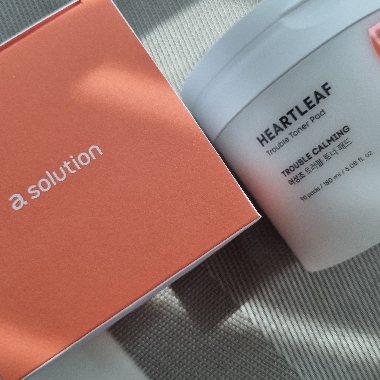 a solution
HEARTLEAF
Trouble Toner Pad
TROUBLE CALMING
어성초 트러블 토너 패드
90 pads / 180 ml / 6.08 fl. oz.